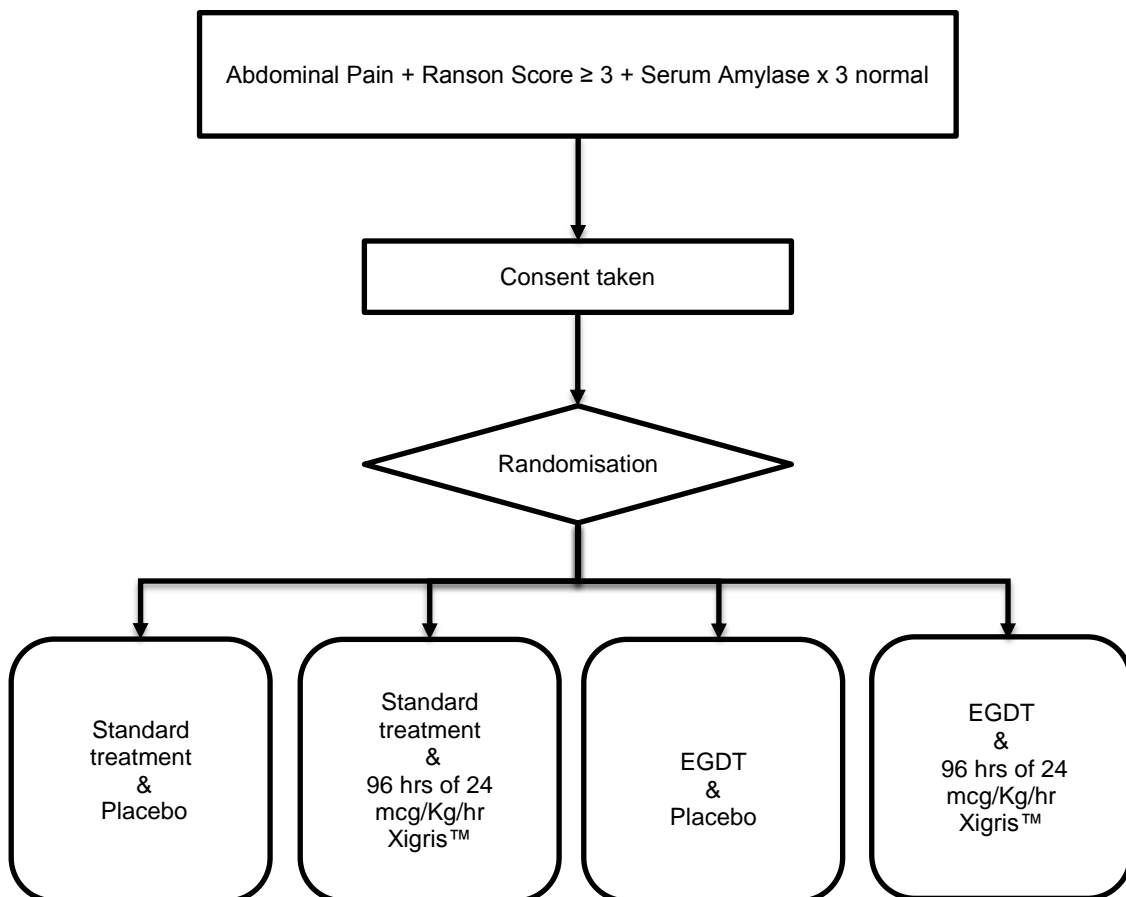 Abdominal Pain + Ranson Score ≥ 3 + Serum Amylase x 3 normal
Consent taken
Randomisation
Standard
treatment
&
Placebo
Standard
treatment
&
96 hrs of 24
mcg/Kg/hr
Xigris™
EGDT
&
Placebo
EGDT
&
96 hrs of 24
mcg/Kg/hr
Xigris™